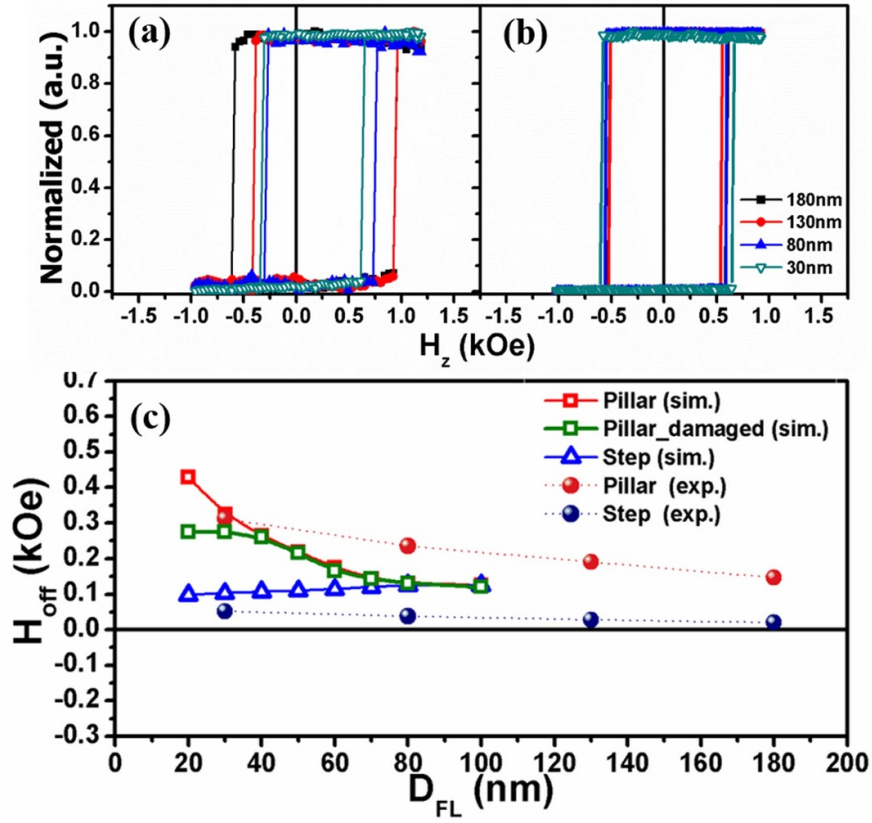 (a) (b)
Normalized (a.u.)
1.0
0.8
0.6
0.4
0.2
0.0
180nm
130nm
80nm
30nm
-1.5 -1.0 -0.5 0.0 0.5 1.0 1.5 -1.5 -1.0 -0.5 0.0 0.5 1.0 1.5
Hz (kOe)
(c)
Hoff (kOe)
0.7
0.6
0.5
0.4
0.3
0.2
0.1
0.0
-0.1
-0.2
-0.3
Pillar (sim.)
Pillar_damaged (sim.)
Step (sim.)
Pillar (exp.)
Step (exp.)
0 20 40 60 80 100 120 140 160 180 200
DFL (nm)